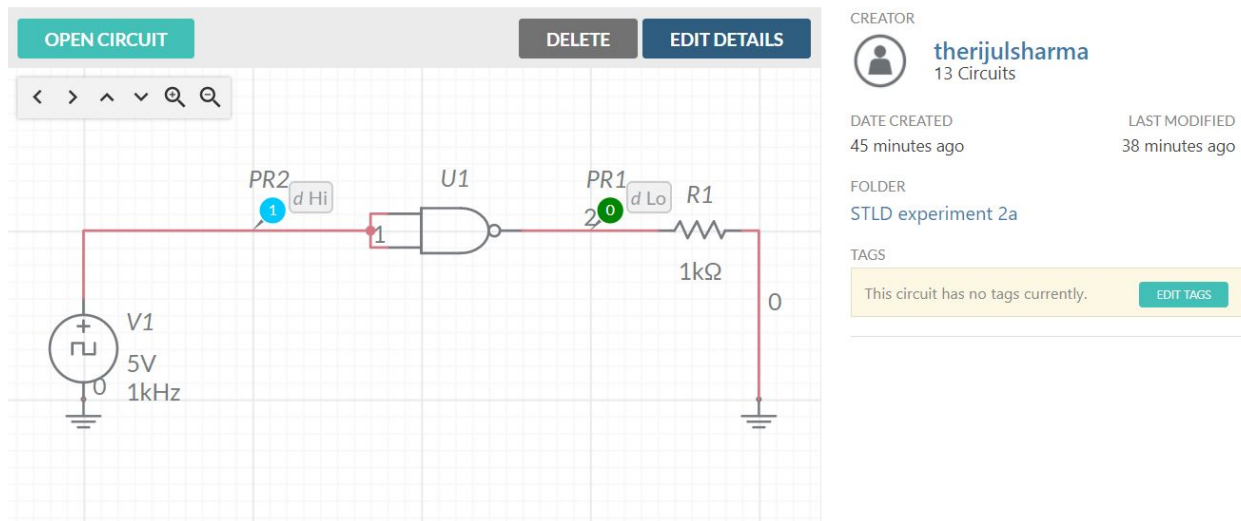 OPEN CIRCUIT
DELETE
EDIT DETAILS
PR2
d Hi
1
U1
PR1
d Lo
0
R1
1
2
1kΩ
0
V1
5V
1kHz
0
CREATOR
therijulsharma
13 Circuits
DATE CREATED LAST MODIFIED
45 minutes ago 38 minutes ago
FOLDER
STLD experiment 2a
TAGS
This circuit has no tags currently. EDIT TAGS